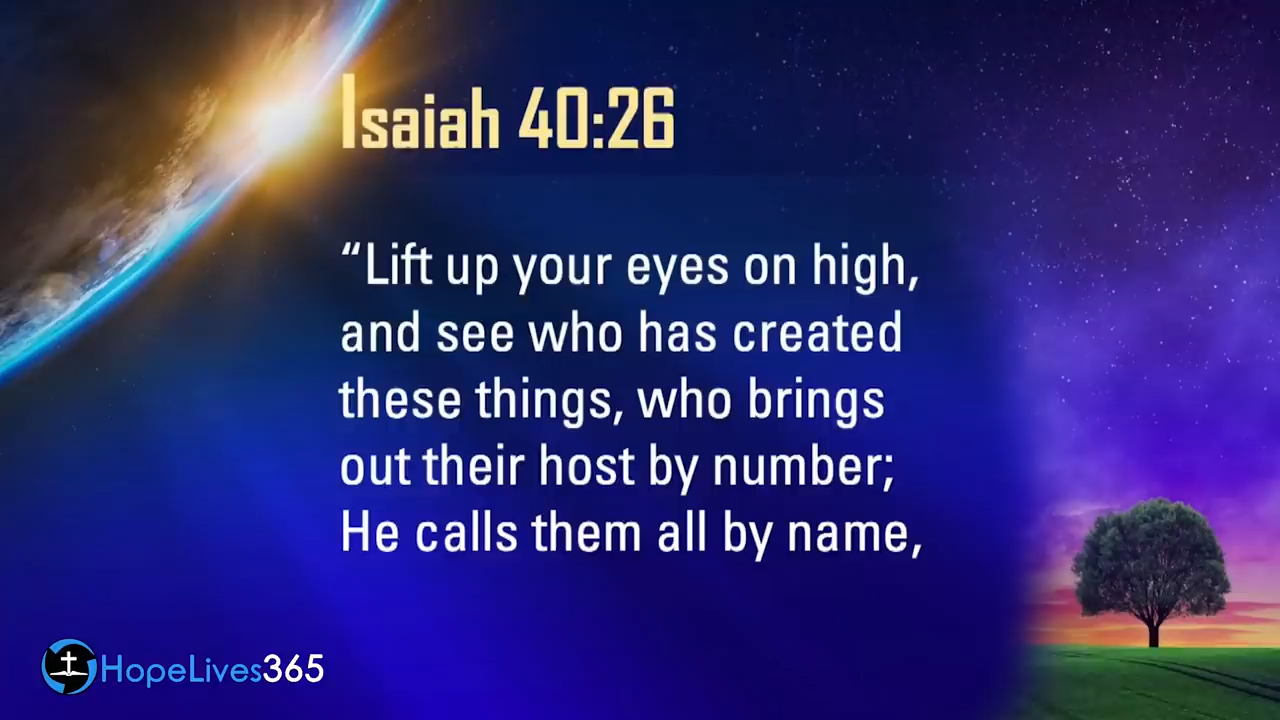 Isaiah 40:26
“Lift up your eyes on high,
and see who has created
these things, who brings
out their host by number;
He calls them all by name,
HopeLives365